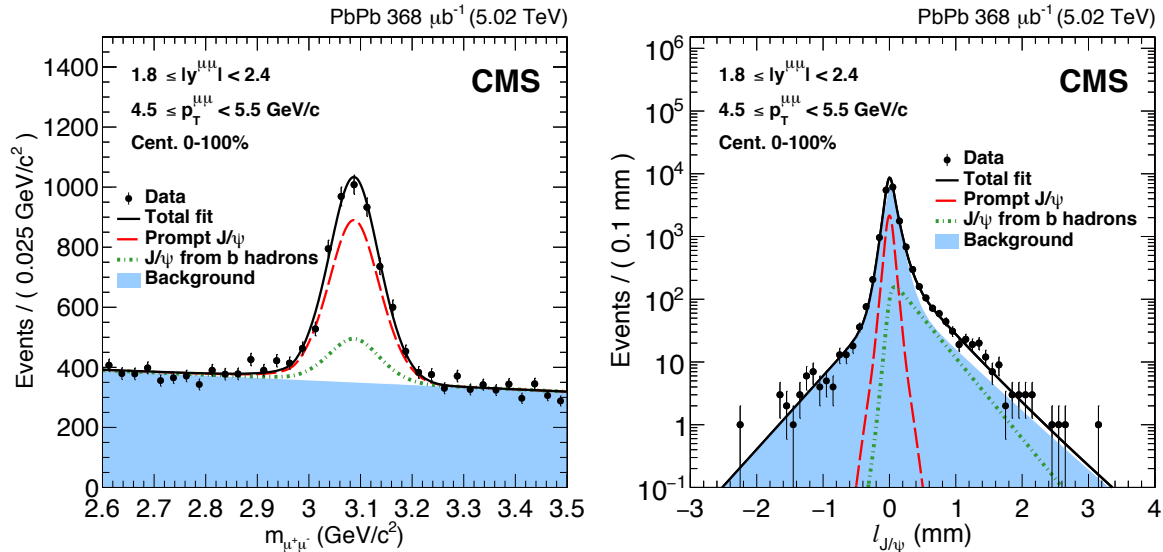 PbPb 368 μb⁻¹ (5.02 TeV)
1400
1200
1000
800
600
400
200
0
Events / ( 0.025 GeV/c² )
1.8 ≤ |y^μμ| < 2.4
4.5 ≤ p_T^μμ < 5.5 GeV/c
Cent. 0-100%
CMS
Data
Total fit
Prompt J/ψ
J/ψ from b hadrons
Background
2.6 2.7 2.8 2.9 3 3.1 3.2 3.3 3.4 3.5
m_μ⁺μ⁻ (GeV/c²)
PbPb 368 μb⁻¹ (5.02 TeV)
10⁶
10⁵
10⁴
10³
10²
10
1
10⁻¹
Events / ( 0.1 mm )
1.8 ≤ |y^μμ| < 2.4
4.5 ≤ p_T^μμ < 5.5 GeV/c
Cent. 0-100%
CMS
Data
Total fit
Prompt J/ψ
J/ψ from b hadrons
Background
−3 −2 −1 0 1 2 3 4
l_J/ψ (mm)